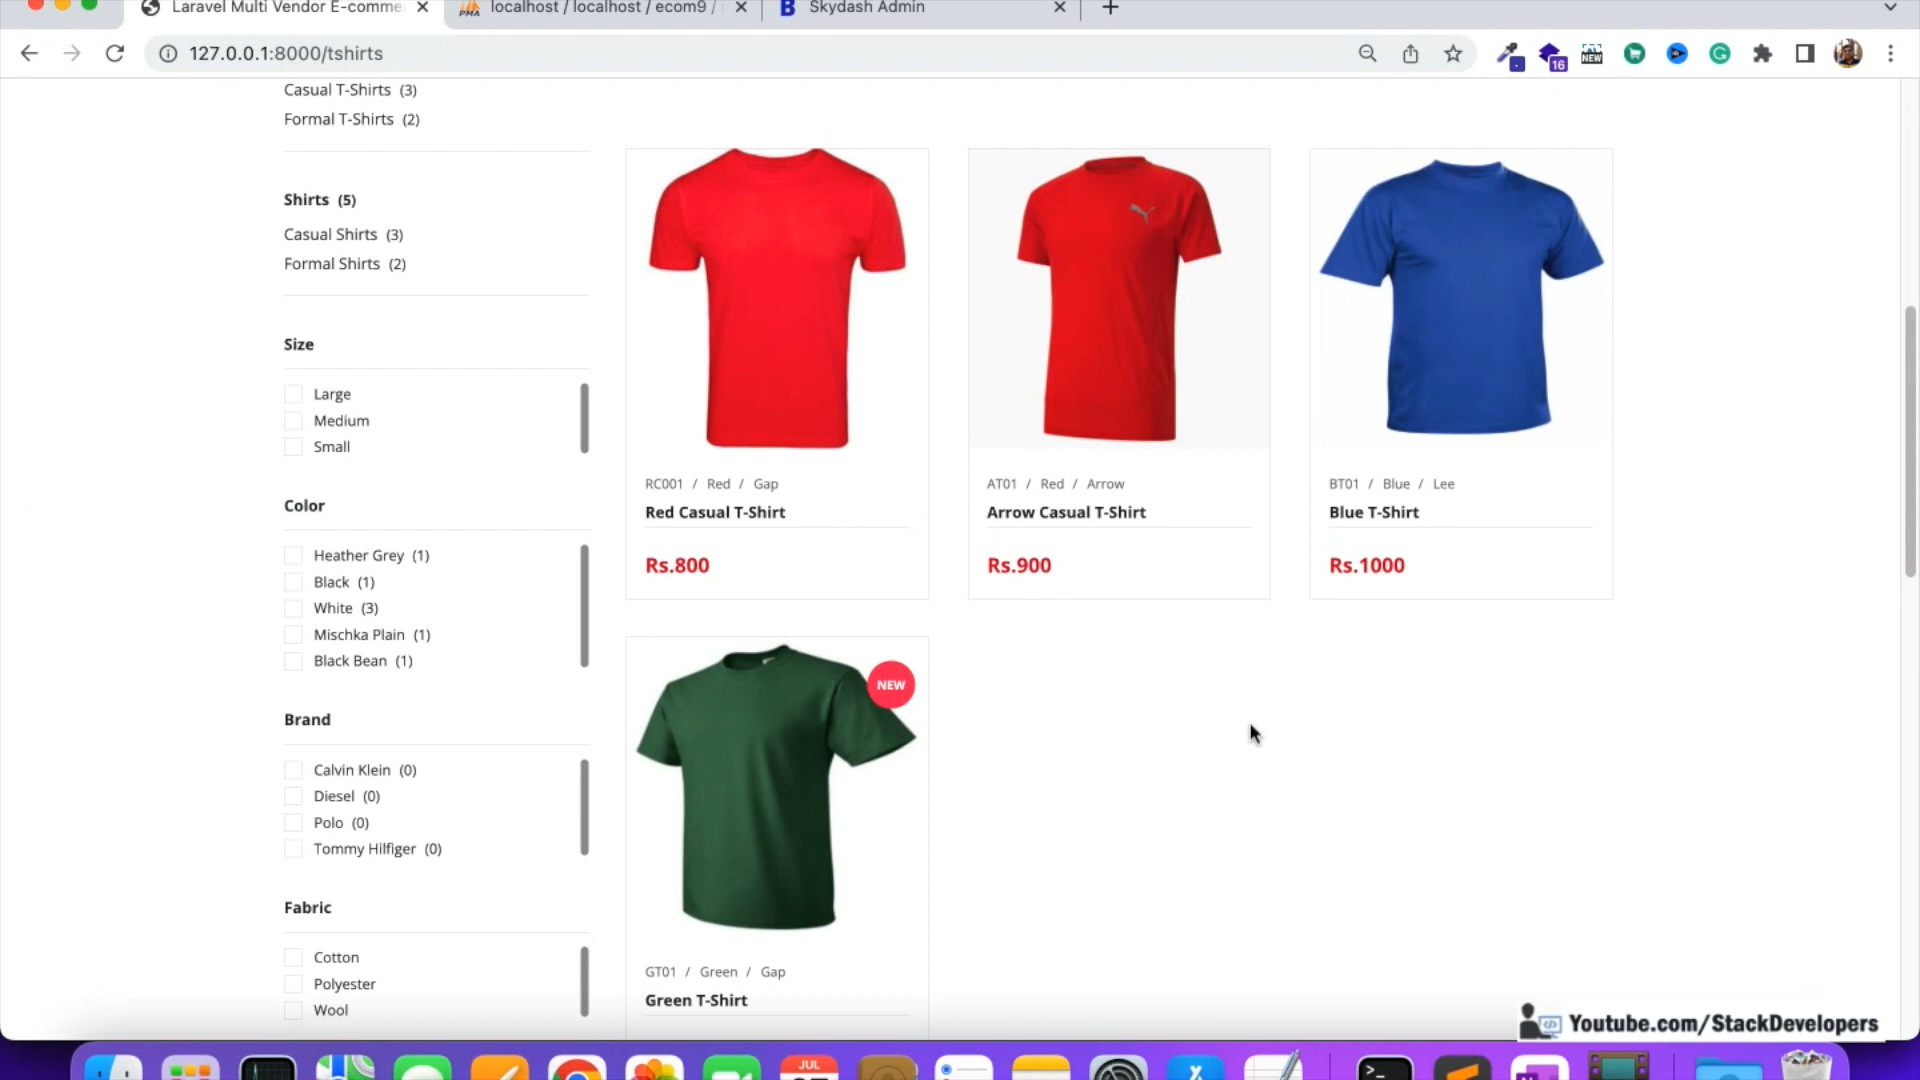 Laravel Multi Vendor E-comme
localhost / localhost / ecom9 /
Skydash Admin
127.0.0.1:8000/tshirts
16
NEW
Casual T-Shirts (3)
Formal T-Shirts (2)
Shirts (5)
Casual Shirts (3)
Formal Shirts (2)
Size
Large
Medium
Small
Color
Heather Grey (1)
Black (1)
White (3)
Mischka Plain (1)
Black Bean (1)
Brand
Calvin Klein (0)
Diesel (0)
Polo (0)
Tommy Hilfiger (0)
Fabric
Cotton
Polyester
Wool
RC001 / Red / Gap
Red Casual T-Shirt
Rs.800
AT01 / Red / Arrow
Arrow Casual T-Shirt
Rs.900
BT01 / Blue / Lee
Blue T-Shirt
Rs.1000
NEW
GT01 / Green / Gap
Green T-Shirt
Youtube.com/StackDevelopers
JUL